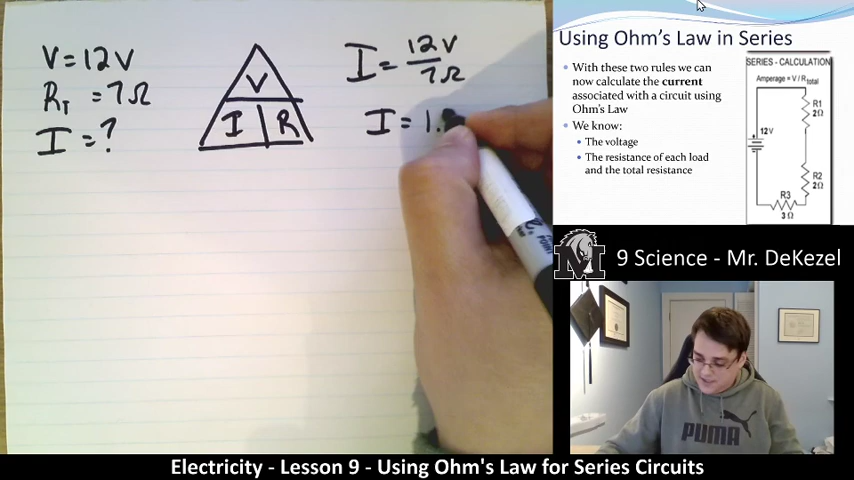 V = 12V
R_T = 7Ω
I = ?
V
I R
I = 12V
7Ω
I = 1.
Using Ohm's Law in Series
• With these two rules we can
now calculate the current
associated with a circuit using
Ohm's Law
• We know:
• The voltage
• The resistance of each load
and the total resistance
SERIES - CALCULATION
Amperage = V / Rtotal
R1
2Ω
12V
R2
2Ω
R3
3Ω
M
9 Science - Mr. DeKezel
PUMA
Electricity - Lesson 9 - Using Ohm's Law for Series Circuits